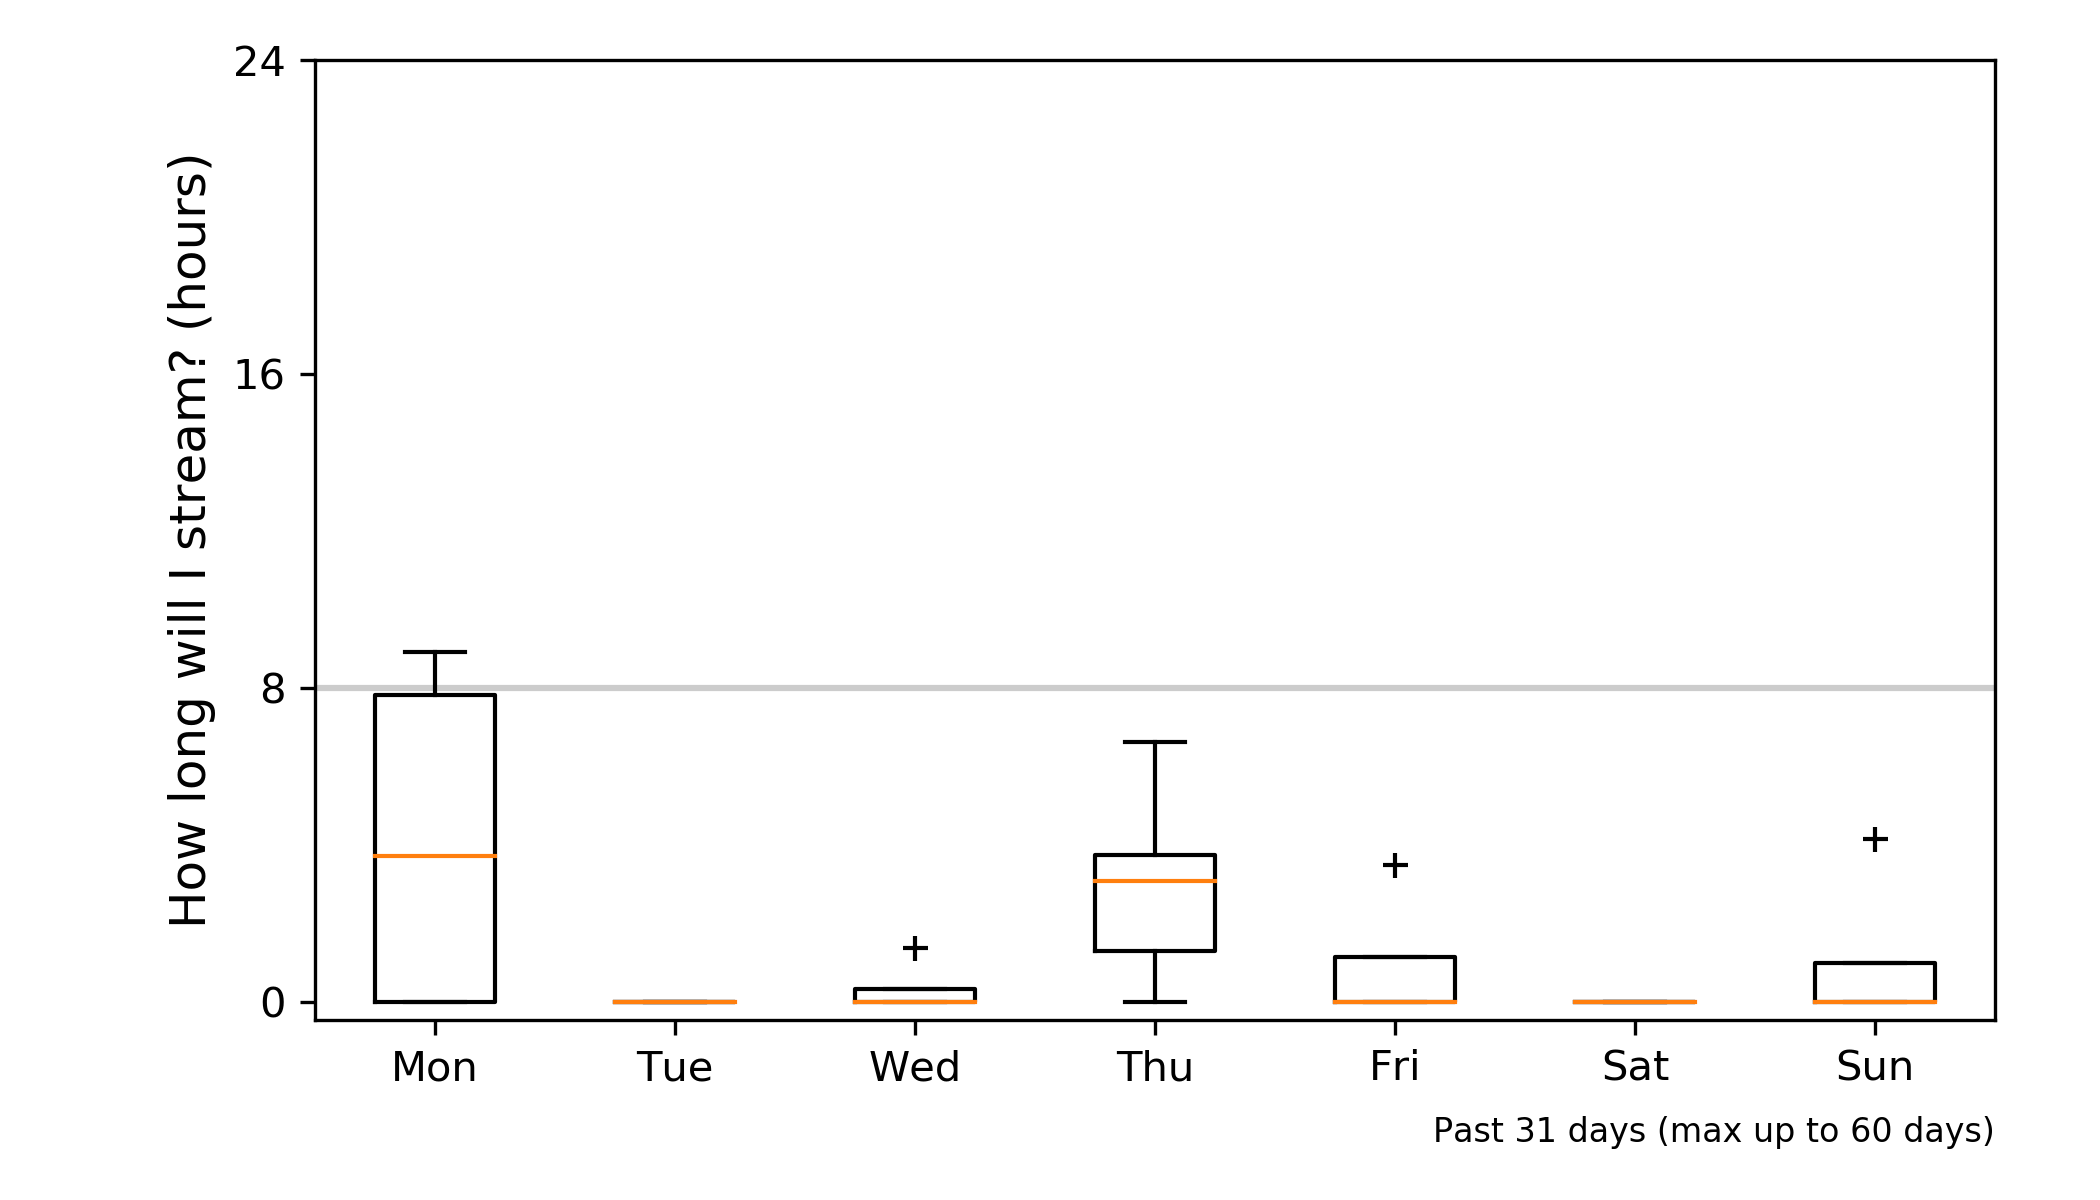 How long will I stream? (hours)
24
16
8
0
Mon Tue Wed Thu Fri Sat Sun
Past 31 days (max up to 60 days)